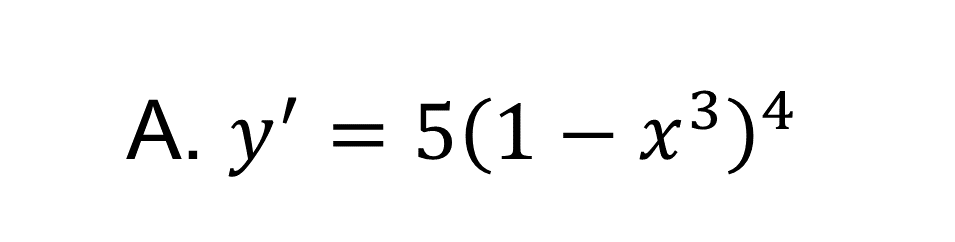 A. y′ = 5(1 − x³)⁴